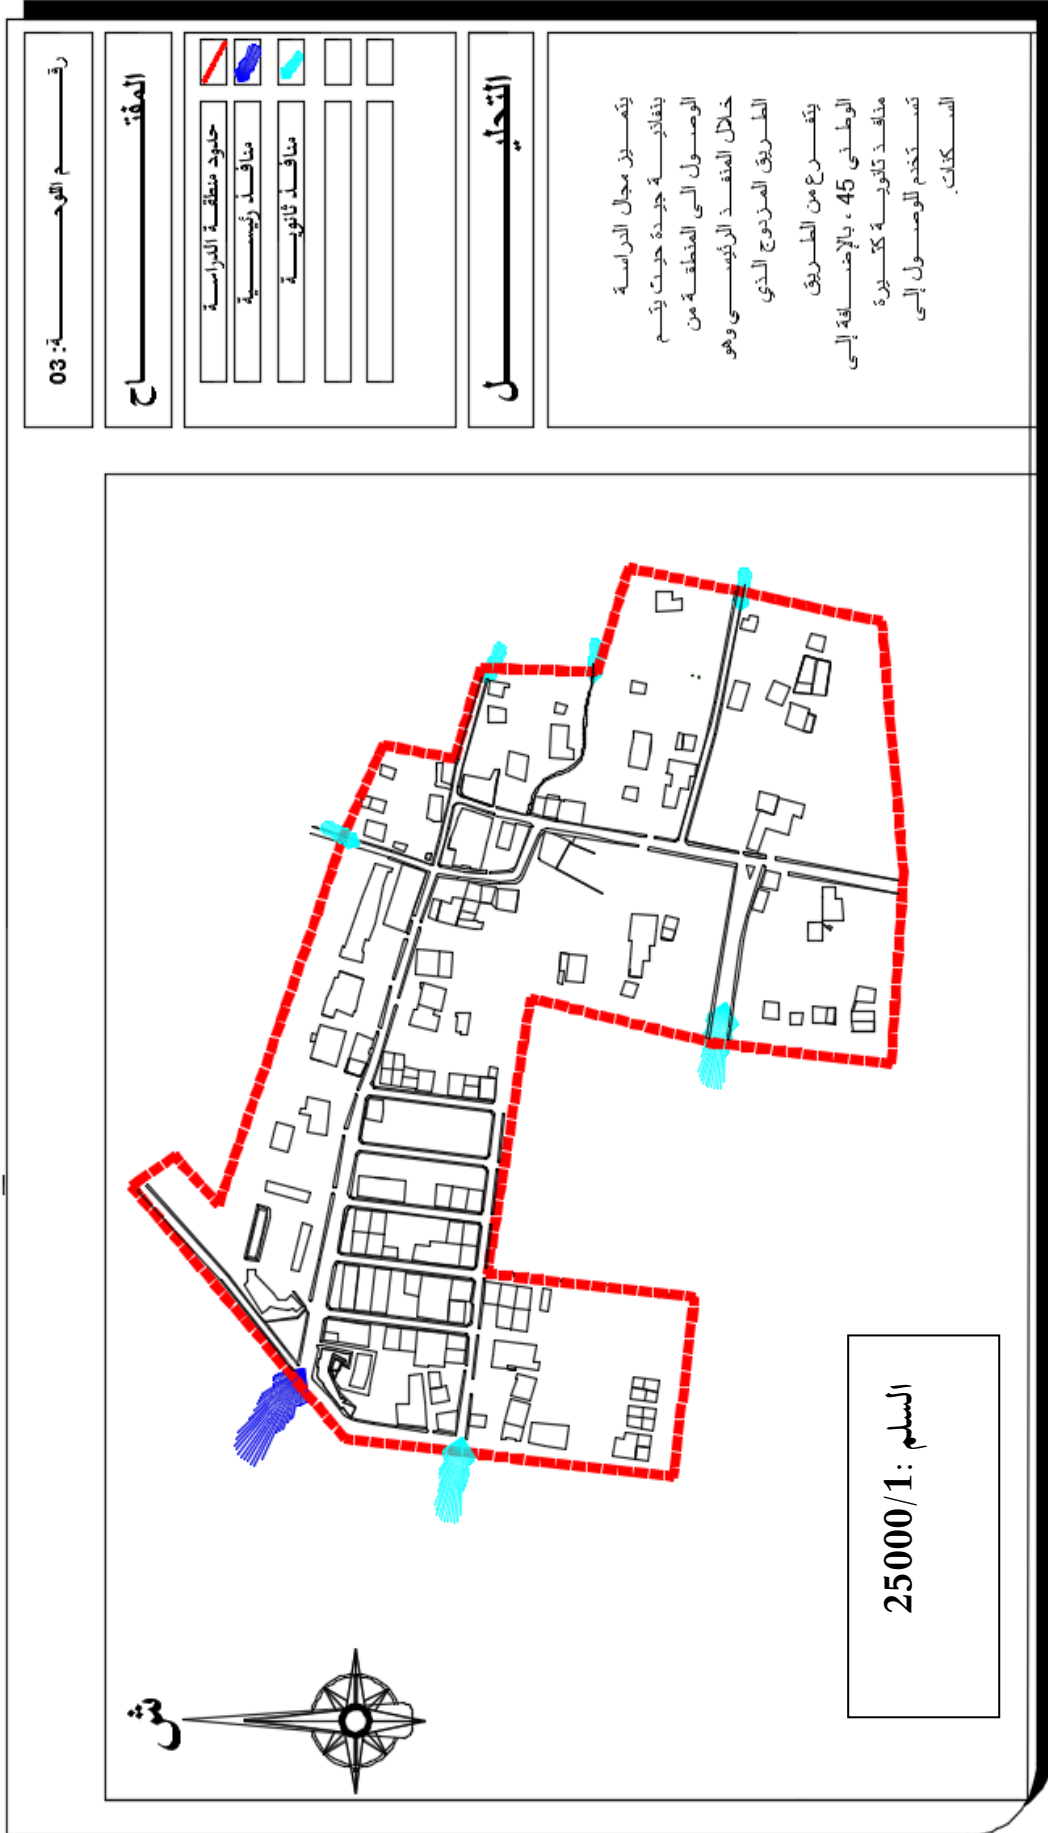 رقم اللوحة: 03
المفتاح
حدود منطقة الدراسة
منافذ رئيسية
منافذ ثانوية
التحليل
يتميز مجال الدراسة
بنفاذية جيدة حيث يتم
الوصول الى المنطقة من
خلال المنفذ الرئيسي وهو
الطريق المزدوج الذي
يتفرع من الطريق
الوطني 45 ، بالإضافة إلى
منافذ ثانوية كثيرة
تستخدم للوصول إلى
السكنات.
السلم :25000/1
ش